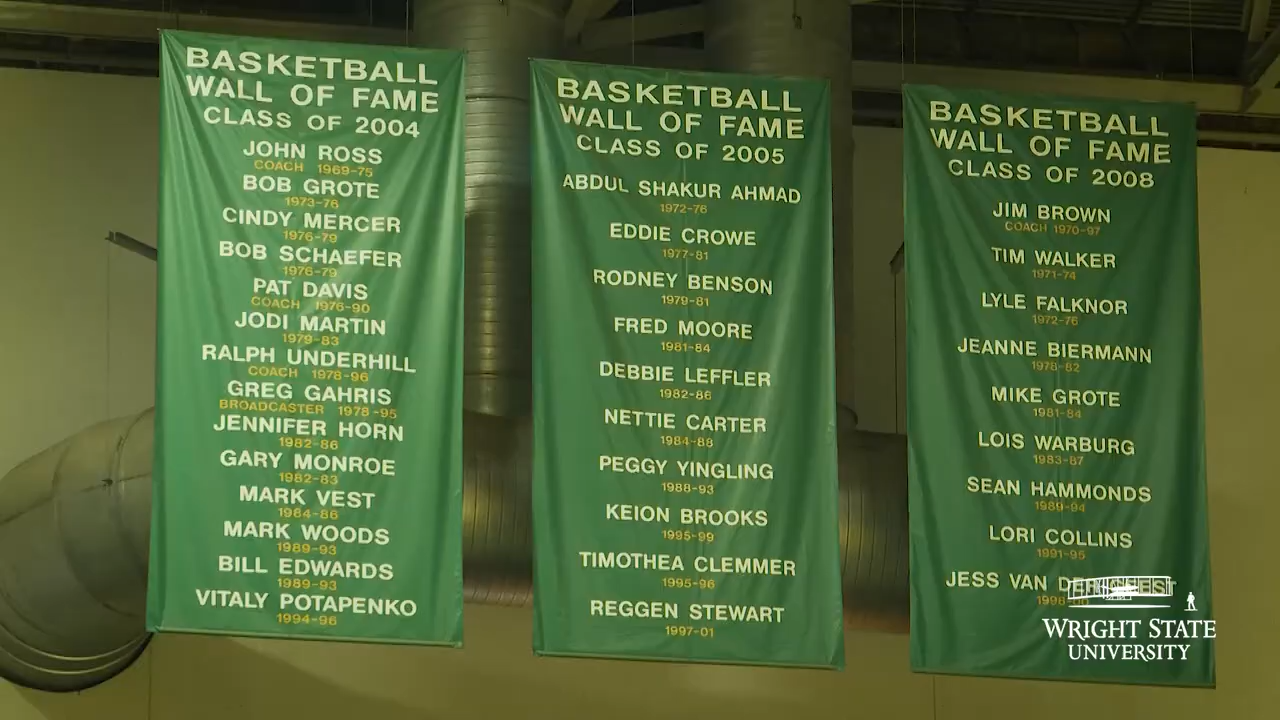 BASKETBALL
WALL OF FAME
CLASS OF 2004
JOHN ROSS
COACH 1969-75
BOB GROTE
1973-76
CINDY MERCER
1976-79
BOB SCHAEFER
1976-79
PAT DAVIS
COACH 1976-90
JODI MARTIN
1979-83
RALPH UNDERHILL
COACH 1978-96
GREG GAHRIS
BROADCASTER 1978-95
JENNIFER HORN
1982-86
GARY MONROE
1982-83
MARK VEST
1984-86
MARK WOODS
1989-93
BILL EDWARDS
1989-93
VITALY POTAPENKO
1994-96
BASKETBALL
WALL OF FAME
CLASS OF 2005
ABDUL SHAKUR AHMAD
1972-76
EDDIE CROWE
1977-81
RODNEY BENSON
1979-81
FRED MOORE
1981-84
DEBBIE LEFFLER
1982-86
NETTIE CARTER
1984-88
PEGGY YINGLING
1988-93
KEION BROOKS
1995-99
TIMOTHEA CLEMMER
1995-96
REGGEN STEWART
1997-01
BASKETBALL
WALL OF FAME
CLASS OF 2008
JIM BROWN
COACH 1970-97
TIM WALKER
1971-74
LYLE FALKNOR
1972-76
JEANNE BIERMANN
1978-82
MIKE GROTE
1981-84
LOIS WARBURG
1983-87
SEAN HAMMONDS
1989-94
LORI COLLINS
1991-95
JESS VAN
WRIGHT STATE
UNIVERSITY